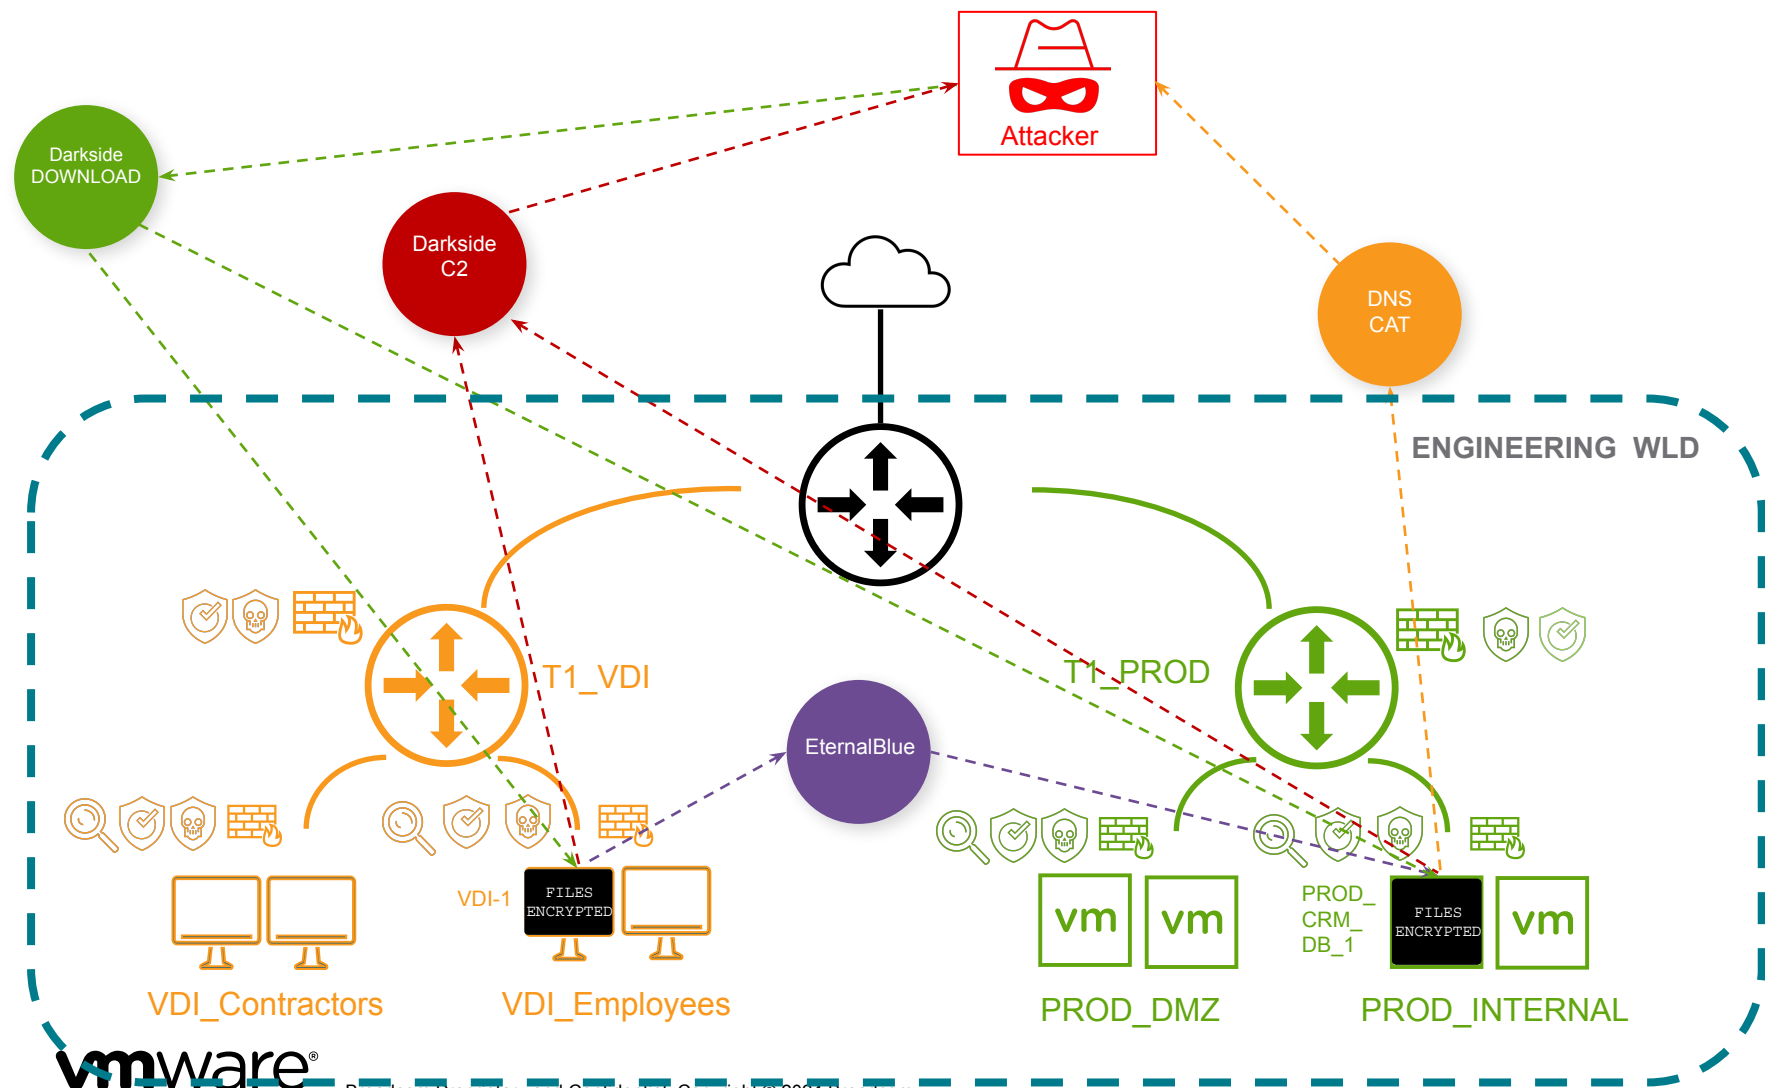 Attacker
Darkside
DOWNLOAD
Darkside
C2
DNS
CAT
ENGINEERING WLD
T1_VDI
T1_PROD
EternalBlue
VDI-1
FILES
ENCRYPTED
PROD_
CRM_
DB_1
FILES
ENCRYPTED
vm
vm
vm
VDI_Contractors
VDI_Employees
PROD_DMZ
PROD_INTERNAL
vmware®